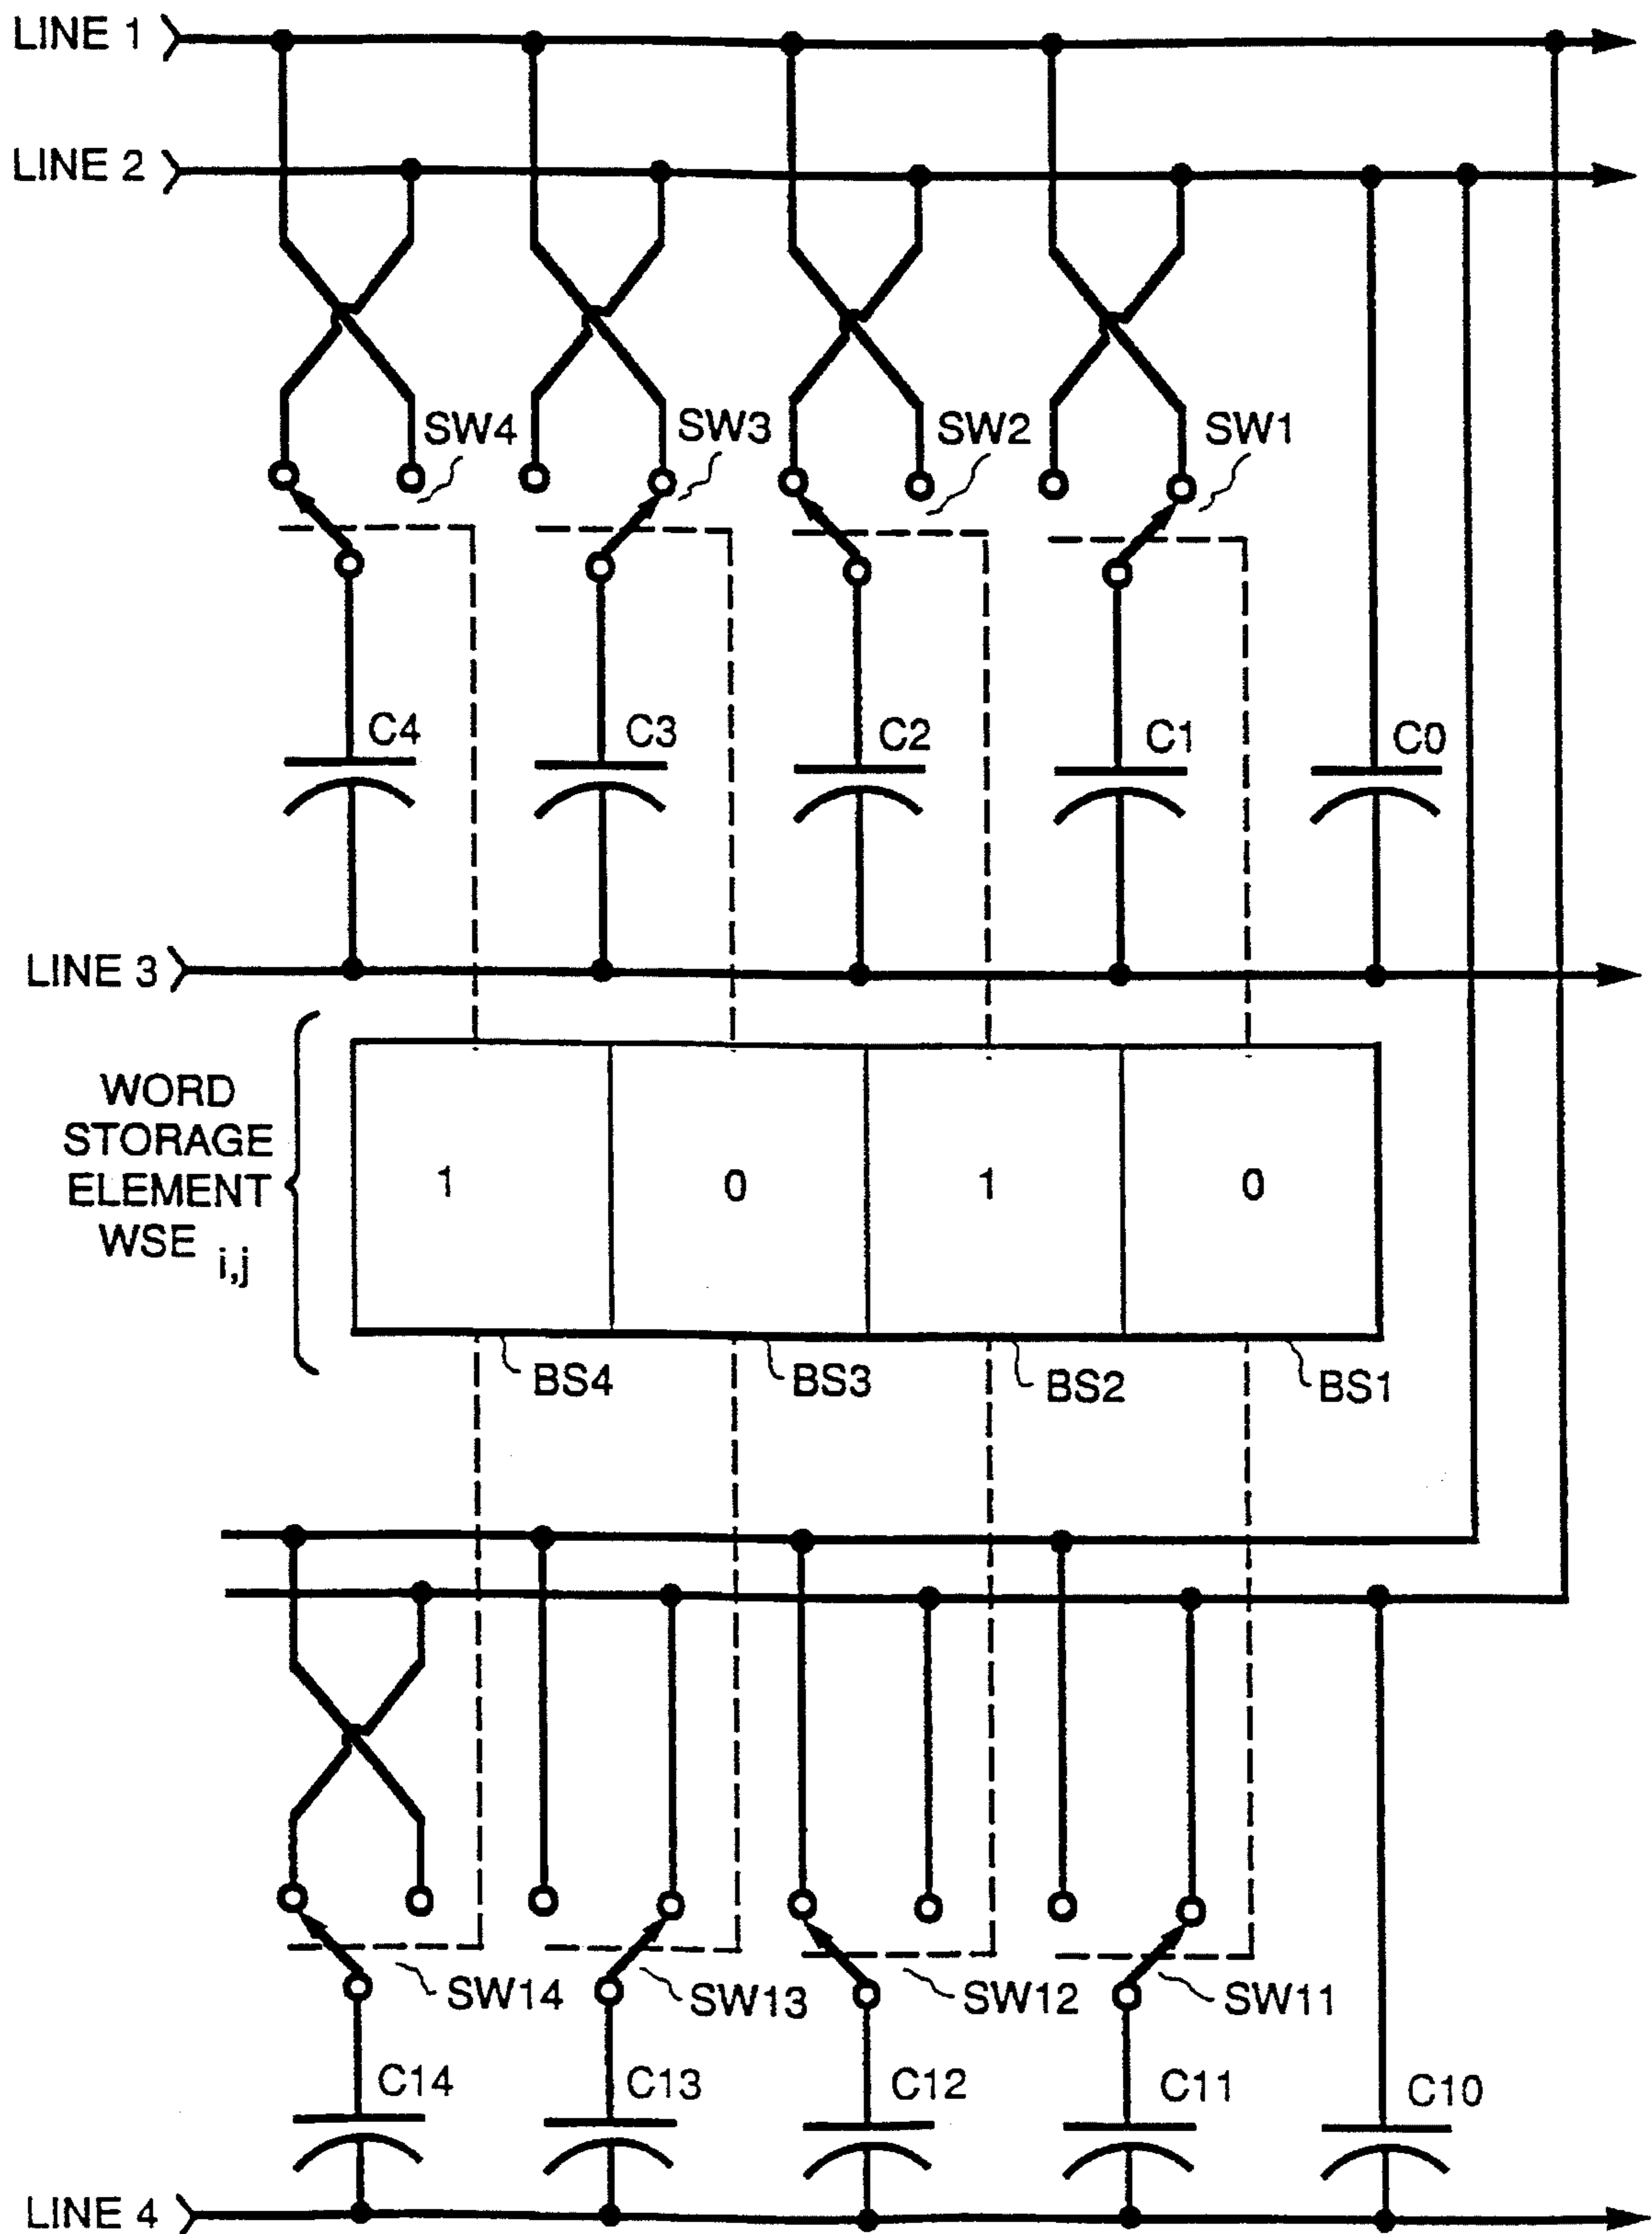 LINE 1
LINE 2
SW4 SW3 SW2 SW1
C4 C3 C2 C1 C0
LINE 3
WORD
STORAGE
ELEMENT
WSE i,j
1 0 1 0
BS4 BS3 BS2 BS1
SW14 SW13 SW12 SW11
C14 C13 C12 C11 C10
LINE 4